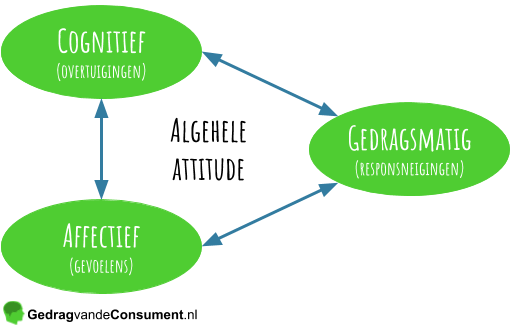 Cognitief
(overtuigingen)
Algehele
attitude
Gedragsmatig
(responsneigingen)
Affectief
(gevoelens)
GedragvandeConsument.nl